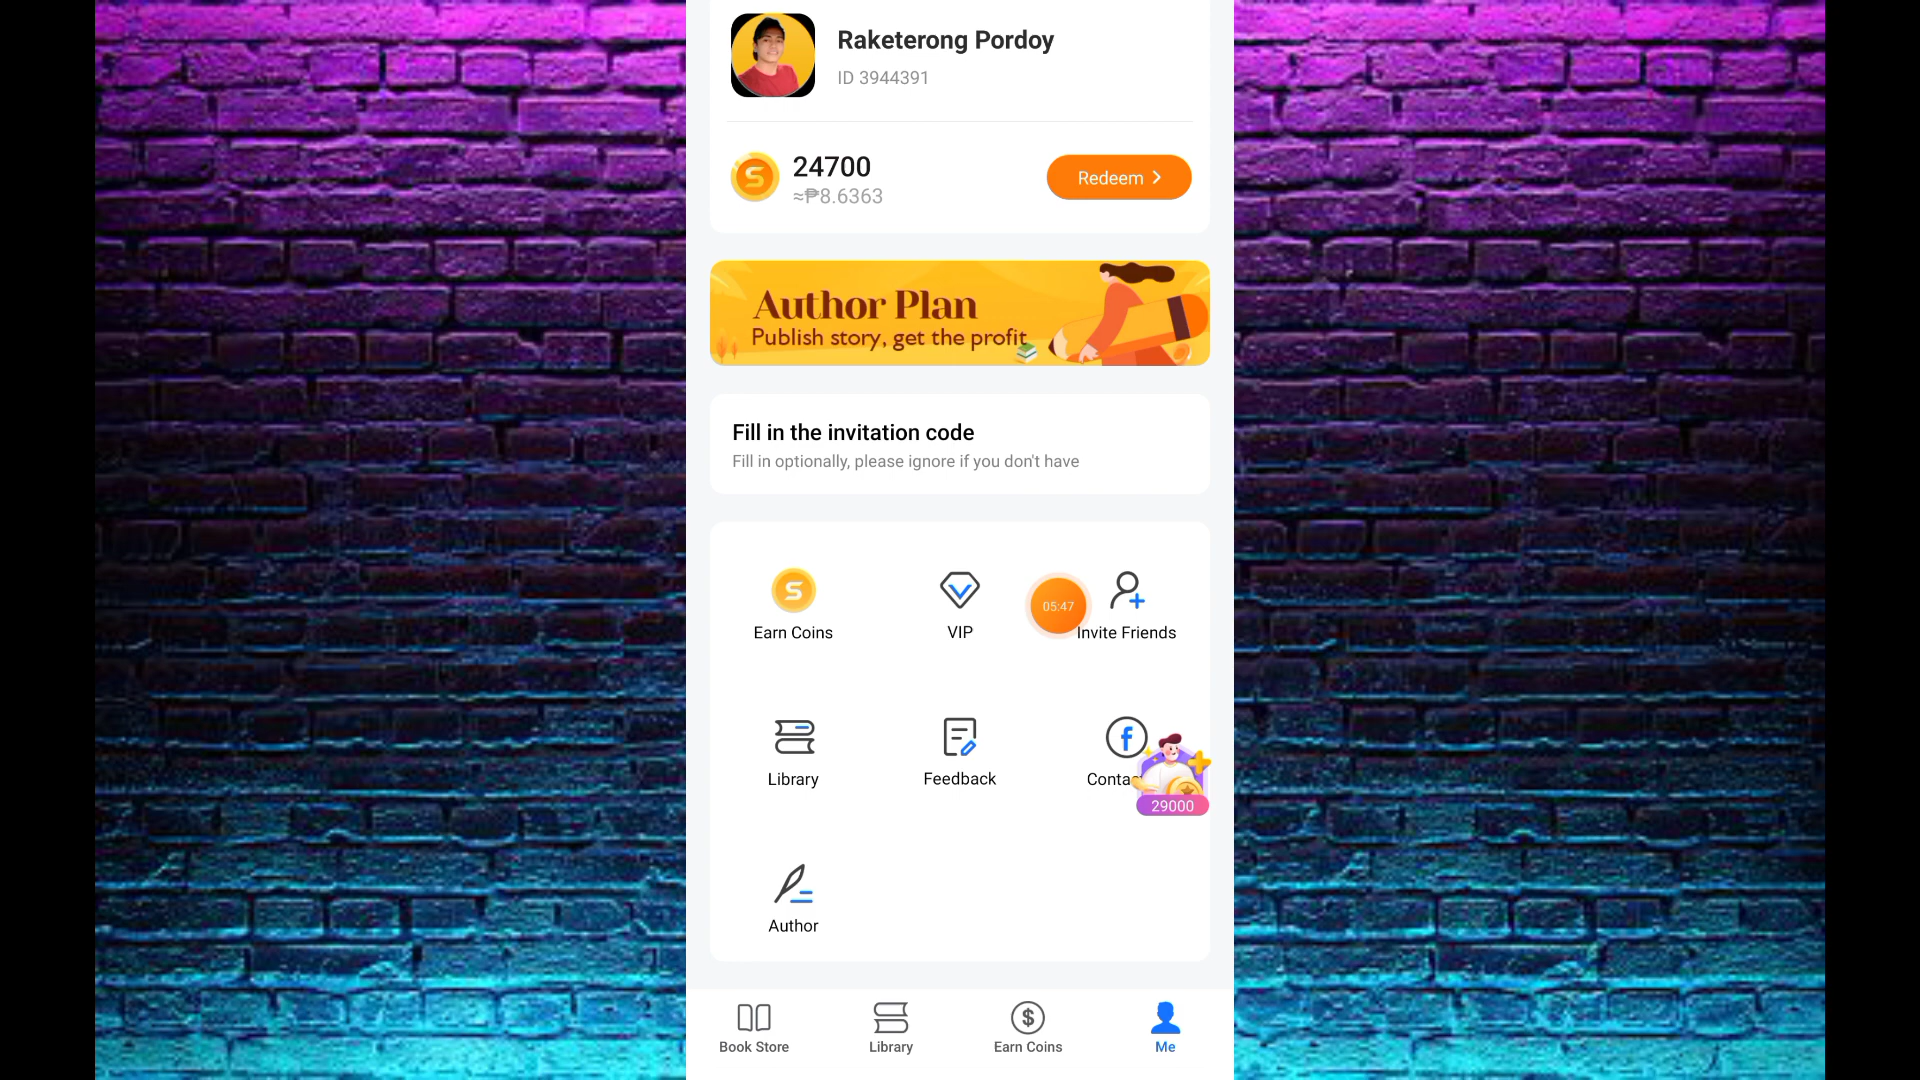 Raketerong Pordoy
ID 3944391
24700
≈₱8.6363
Redeem
Author Plan
Publish story, get the profit
Fill in the invitation code
Fill in optionally, please ignore if you don't have
Earn Coins
VIP
05:47
Invite Friends
Library
Feedback
29000
Author
Book Store
Library
Earn Coins
Me